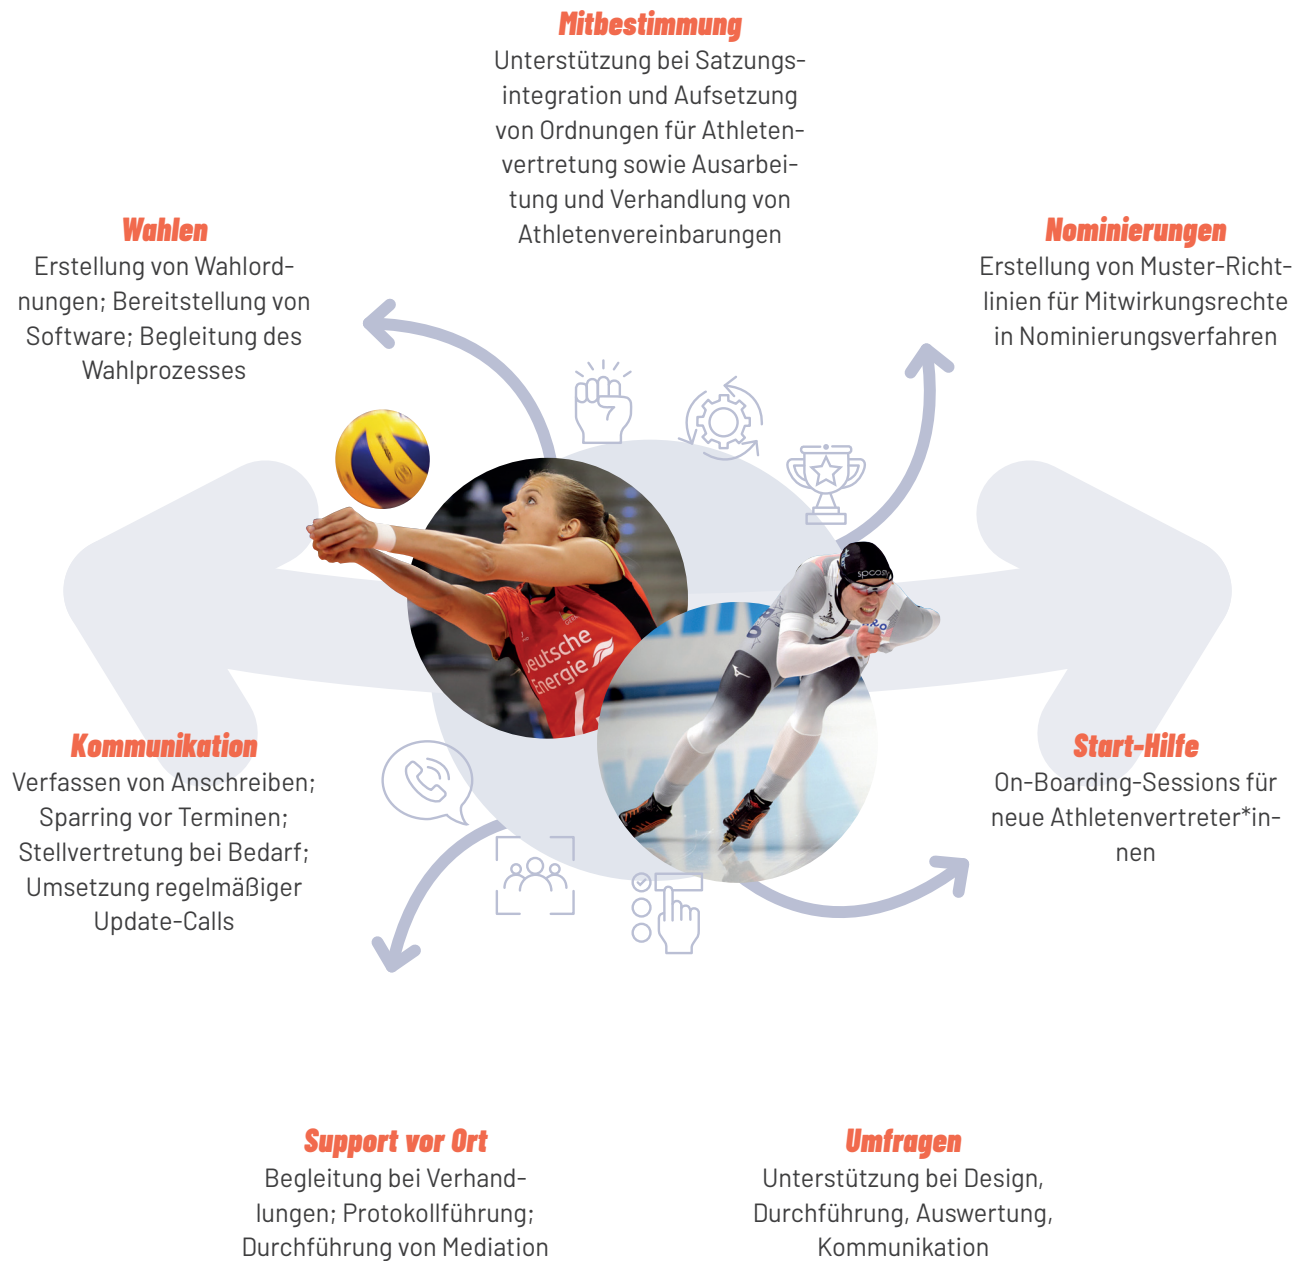 Mitbestimmung
Unterstützung bei Satzungs-
integration und Aufsetzung
von Ordnungen für Athleten-
vertretung sowie Ausarbei-
tung und Verhandlung von
Athletenvereinbarungen
Wahlen
Erstellung von Wahlord-
nungen; Bereitstellung von
Software; Begleitung des
Wahlprozesses
Nominierungen
Erstellung von Muster-Richt-
linien für Mitwirkungsrechte
in Nominierungsverfahren
eutsche
Energie
Kommunikation
Verfassen von Anschreiben;
Sparring vor Terminen;
Stellvertretung bei Bedarf;
Umsetzung regelmäßiger
Update-Calls
Start-Hilfe
On-Boarding-Sessions für
neue Athletenvertreter*in-
nen
Support vor Ort
Begleitung bei Verhand-
lungen; Protokollführung;
Durchführung von Mediation
Umfragen
Unterstützung bei Design,
Durchführung, Auswertung,
Kommunikation